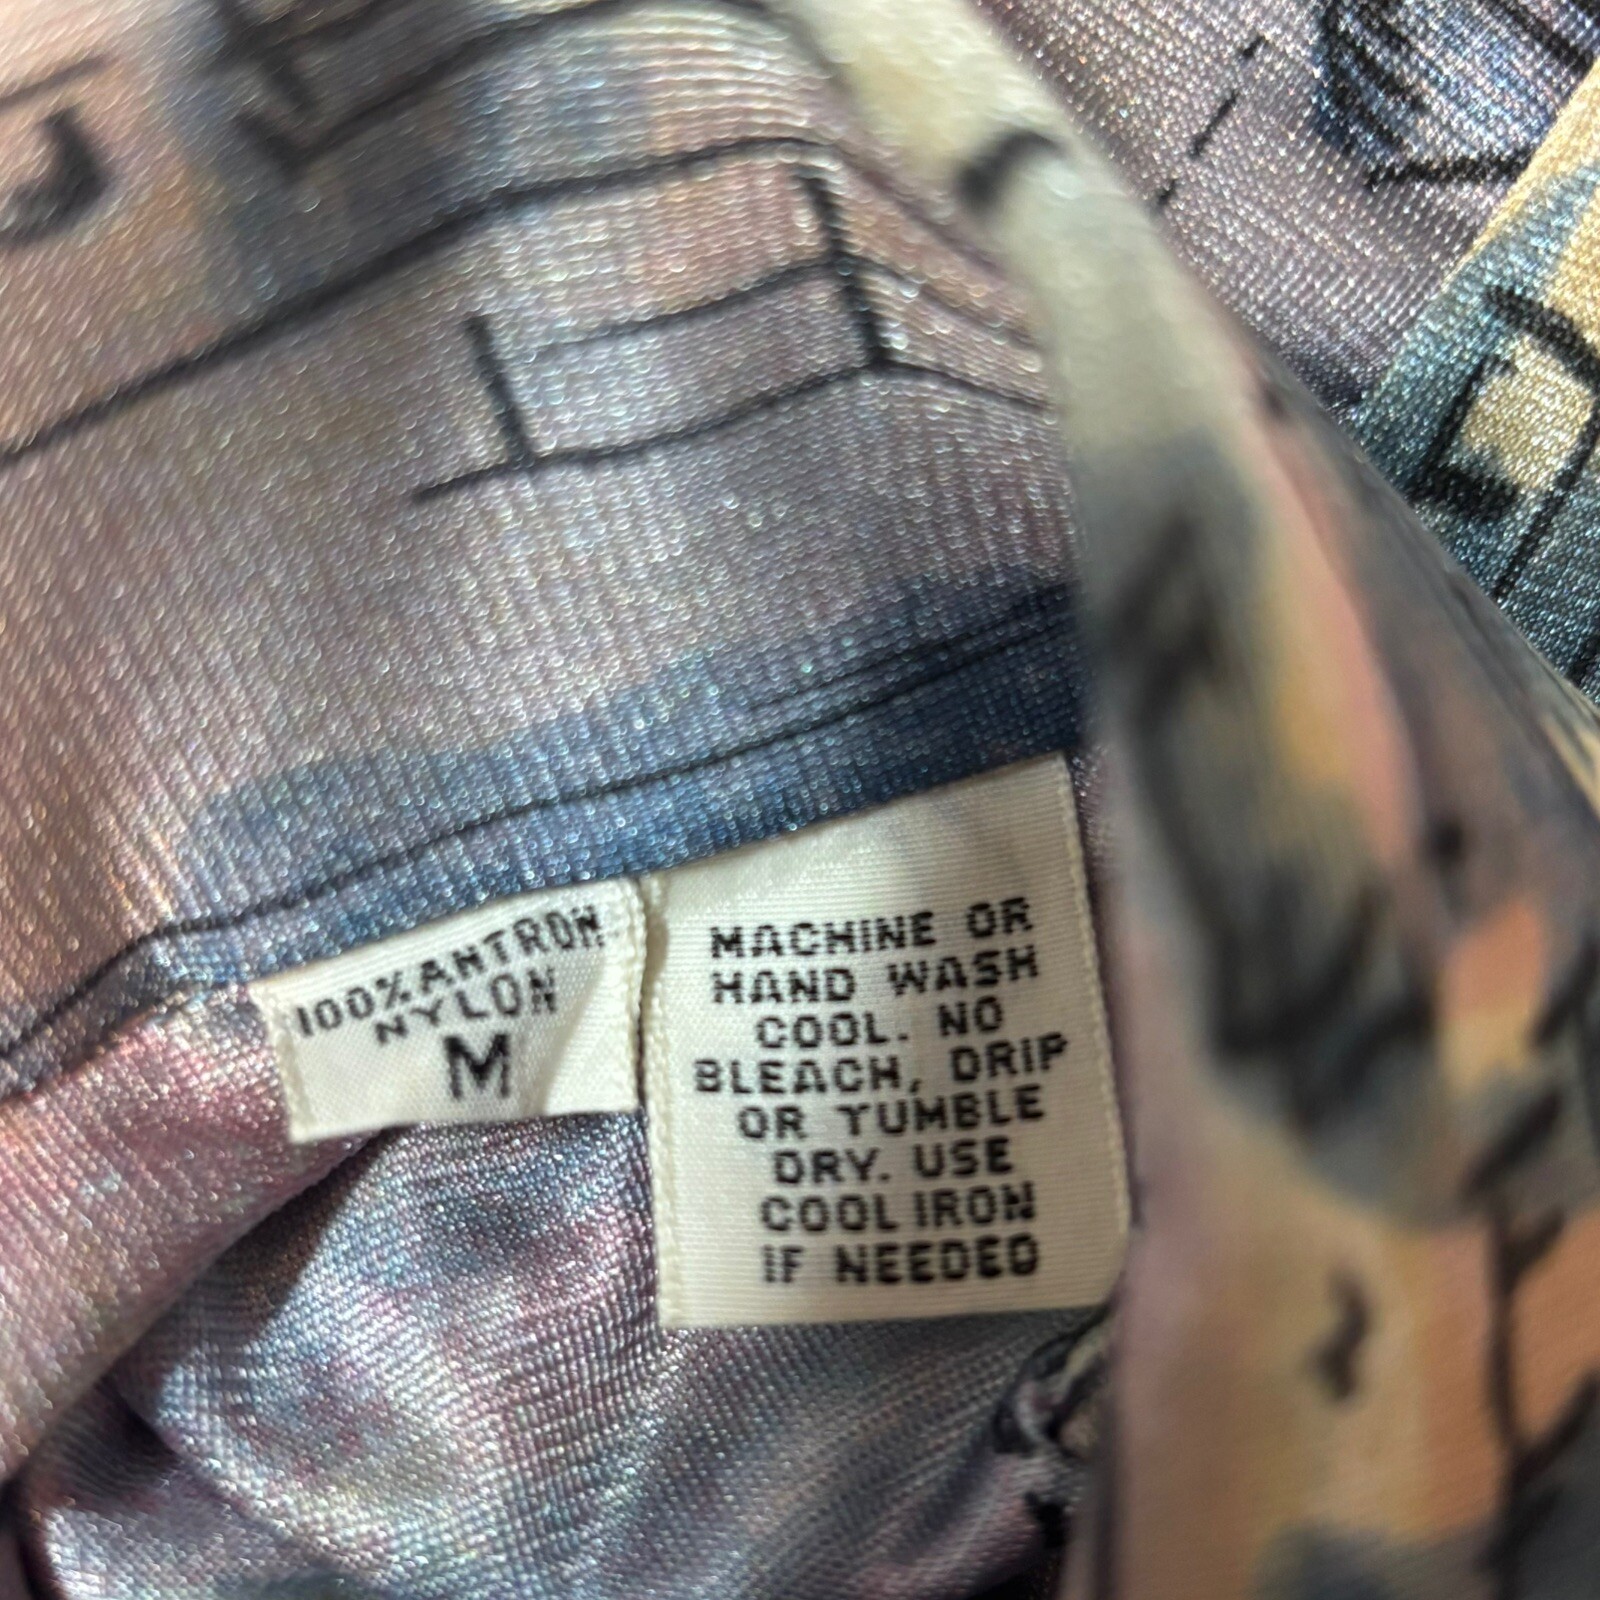 100% ANTRON
NYLON
M
MACHINE OR
HAND WASH
COOL. NO
BLEACH, DRIP
OR TUMBLE
DRY. USE
COOL IRON
IF NEEDED